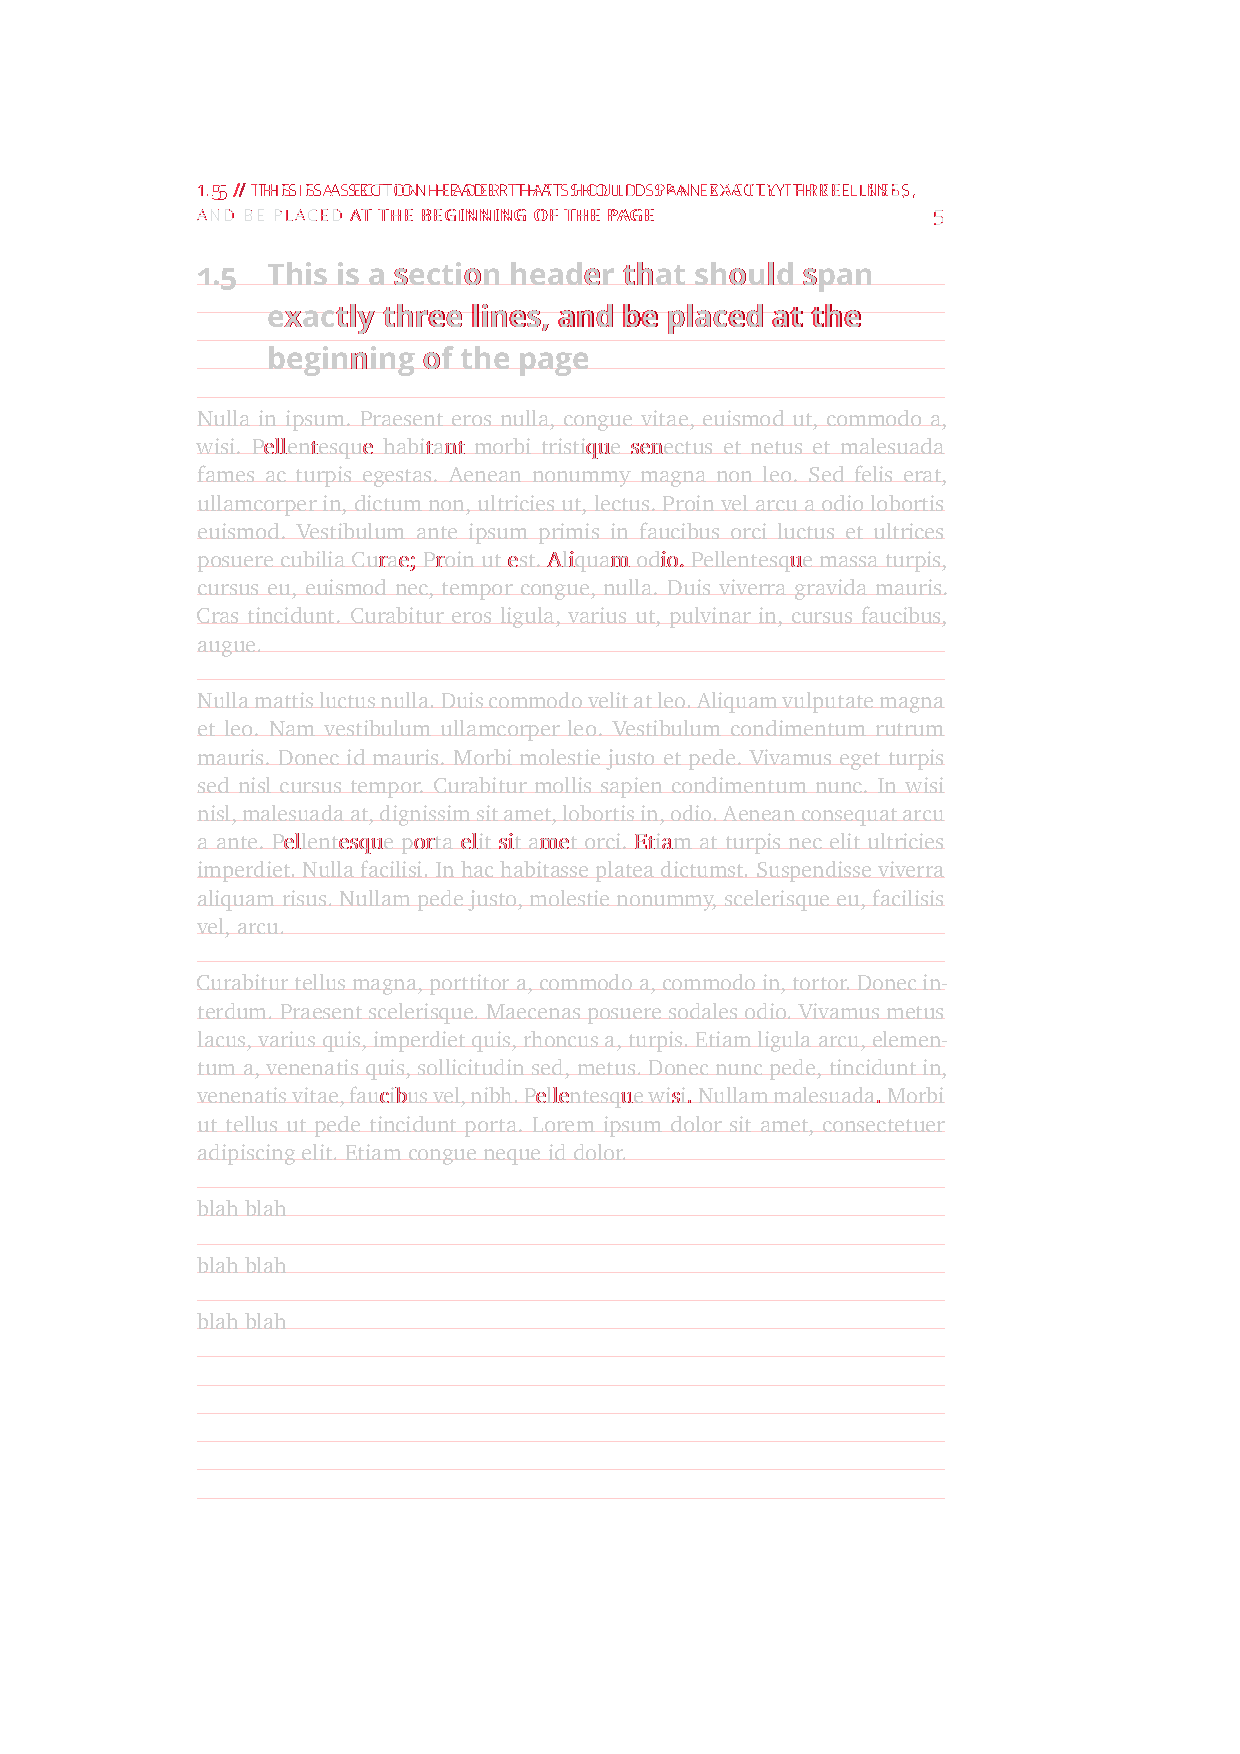 1.5 // THIS IS A SECTION HEADER THAT SHOULD SPAN EXACTLY THREE LINES,
AND BE PLACED AT THE BEGINNING OF THE PAGE 5
1.5 This is a section header that should span
exactly three lines, and be placed at the
beginning of the page
Nulla in ipsum. Praesent eros nulla, congue vitae, euismod ut, commodo a,
wisi. Pellentesque habitant morbi tristique senectus et netus et malesuada
fames ac turpis egestas. Aenean nonummy magna non leo. Sed felis erat,
ullamcorper in, dictum non, ultricies ut, lectus. Proin vel arcu a odio lobortis
euismod. Vestibulum ante ipsum primis in faucibus orci luctus et ultrices
posuere cubilia Curae; Proin ut est. Aliquam odio. Pellentesque massa turpis,
cursus eu, euismod nec, tempor congue, nulla. Duis viverra gravida mauris.
Cras tincidunt. Curabitur eros ligula, varius ut, pulvinar in, cursus faucibus,
augue.
Nulla mattis luctus nulla. Duis commodo velit at leo. Aliquam vulputate magna
et leo. Nam vestibulum ullamcorper leo. Vestibulum condimentum rutrum
mauris. Donec id mauris. Morbi molestie justo et pede. Vivamus eget turpis
sed nisl cursus tempor. Curabitur mollis sapien condimentum nunc. In wisi
nisl, malesuada at, dignissim sit amet, lobortis in, odio. Aenean consequat arcu
a ante. Pellentesque porta elit sit amet orci. Etiam at turpis nec elit ultricies
imperdiet. Nulla facilisi. In hac habitasse platea dictumst. Suspendisse viverra
aliquam risus. Nullam pede justo, molestie nonummy, scelerisque eu, facilisis
vel, arcu.
Curabitur tellus magna, porttitor a, commodo a, commodo in, tortor. Donec in-
terdum. Praesent scelerisque. Maecenas posuere sodales odio. Vivamus metus
lacus, varius quis, imperdiet quis, rhoncus a, turpis. Etiam ligula arcu, elemen-
tum a, venenatis quis, sollicitudin sed, metus. Donec nunc pede, tincidunt in,
venenatis vitae, faucibus vel, nibh. Pellentesque wisi. Nullam malesuada. Morbi
ut tellus ut pede tincidunt porta. Lorem ipsum dolor sit amet, consectetuer
adipiscing elit. Etiam congue neque id dolor.
blah blah
blah blah
blah blah